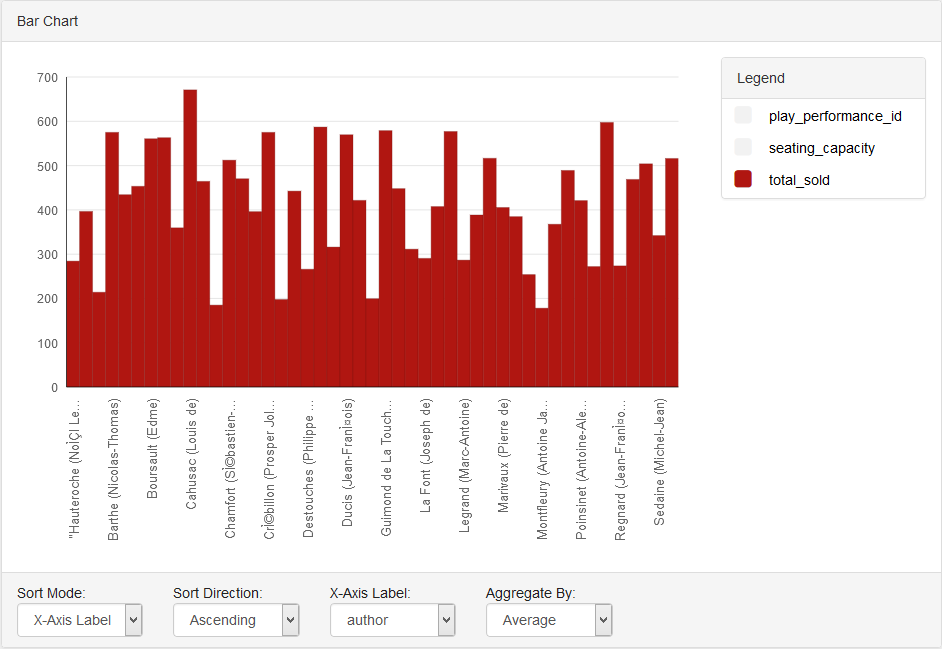 Bar Chart
Legend
play_performance_id
seating_capacity
total_sold
700
600
500
400
300
200
100
0
"Hauteroche (NoÌÇl Le...
Barthe (Nicolas-Thomas)
Boursault (Edme)
Cahusac (Louis de)
Chamfort (SÌ©bastien-...
CrÌ©billon (Prosper Jol...
Destouches (Philippe ...
Ducis (Jean-FranÌ¤ois)
Guimond de La Touch...
La Font (Joseph de)
Legrand (Marc-Antoine)
Marivaux (Pierre de)
Montfleury (Antoine Ja...
Poinsinet (Antoine-Ale...
Regnard (Jean-FranÌ¤o...
Sedaine (Michel-Jean)
Sort Mode:
X-Axis Label
Sort Direction:
Ascending
X-Axis Label:
author
Aggregate By:
Average